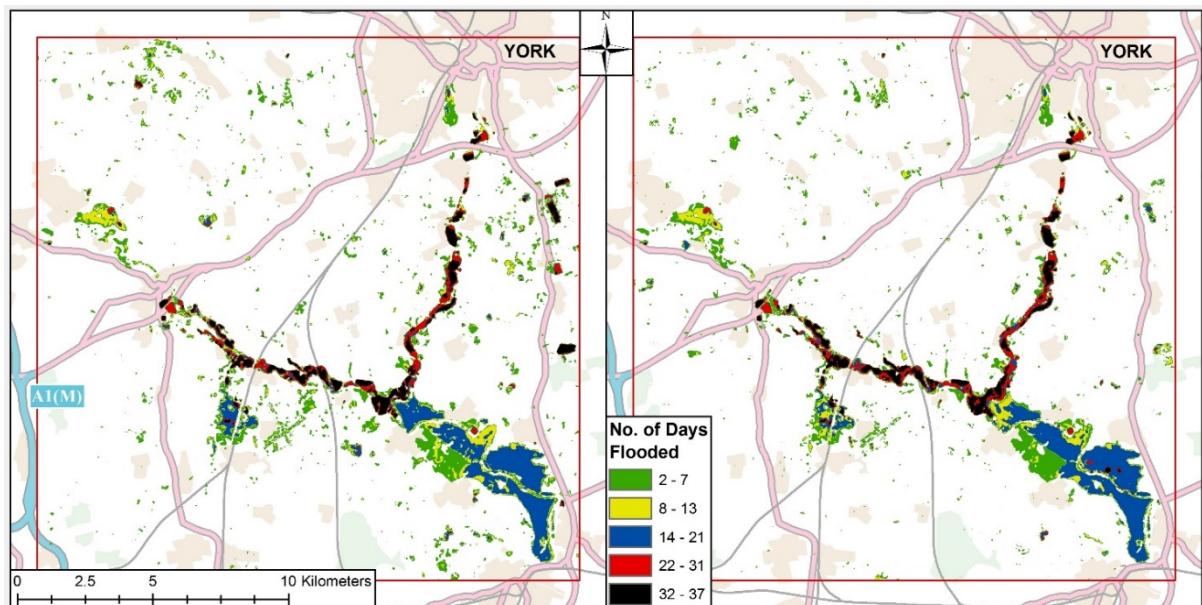 N
YORK
YORK
A1(M)
No. of Days
Flooded
2 - 7
8 - 13
14 - 21
22 - 31
32 - 37
0 2.5 5 10 Kilometers